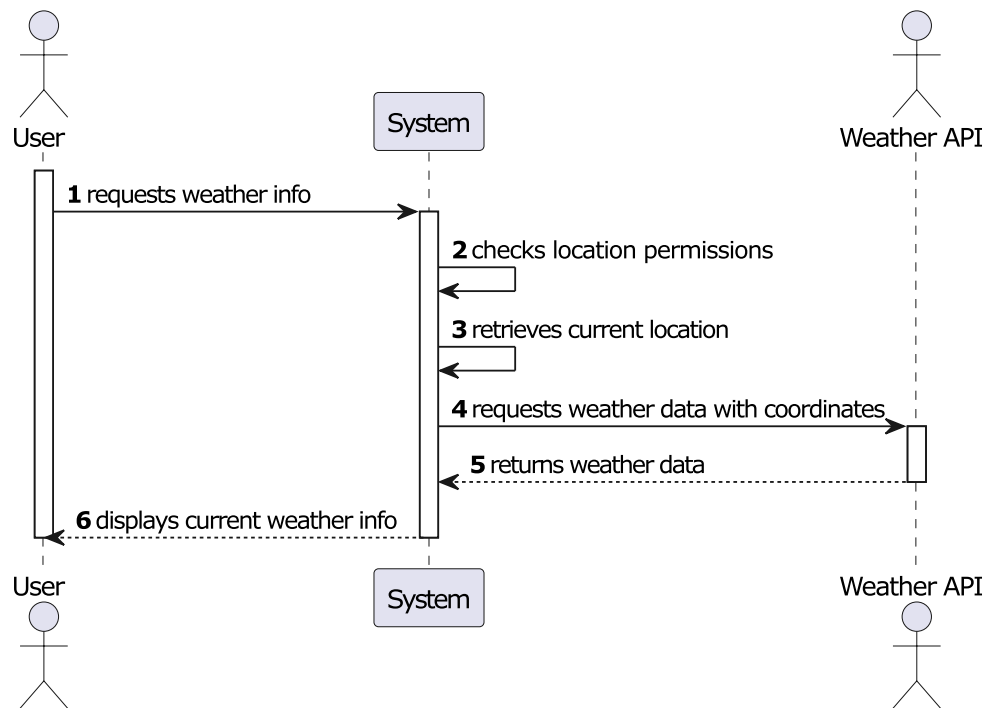 User
System
Weather API
1 requests weather info
2 checks location permissions
3 retrieves current location
4 requests weather data with coordinates
5 returns weather data
6 displays current weather info
User
System
Weather API